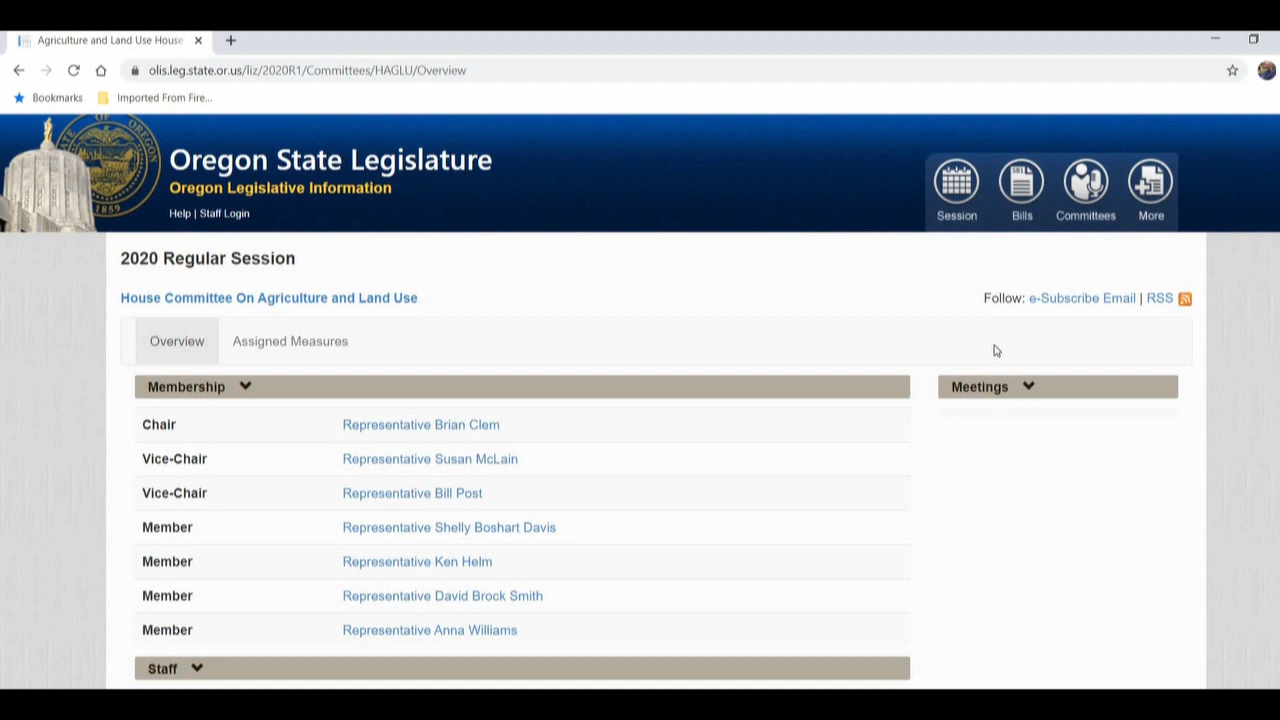 Agriculture and Land Use House
olis.leg.state.or.us/liz/2020R1/Committees/HAGLU/Overview
Bookmarks Imported From Fire...
OF OREGON
1859
Oregon State Legislature
Oregon Legislative Information
Help | Staff Login
Session Bills Committees More
2020 Regular Session
House Committee On Agriculture and Land Use
Follow: e-Subscribe Email | RSS
Overview Assigned Measures
Membership
Meetings
Chair Representative Brian Clem
Vice-Chair Representative Susan McLain
Vice-Chair Representative Bill Post
Member Representative Shelly Boshart Davis
Member Representative Ken Helm
Member Representative David Brock Smith
Member Representative Anna Williams
Staff